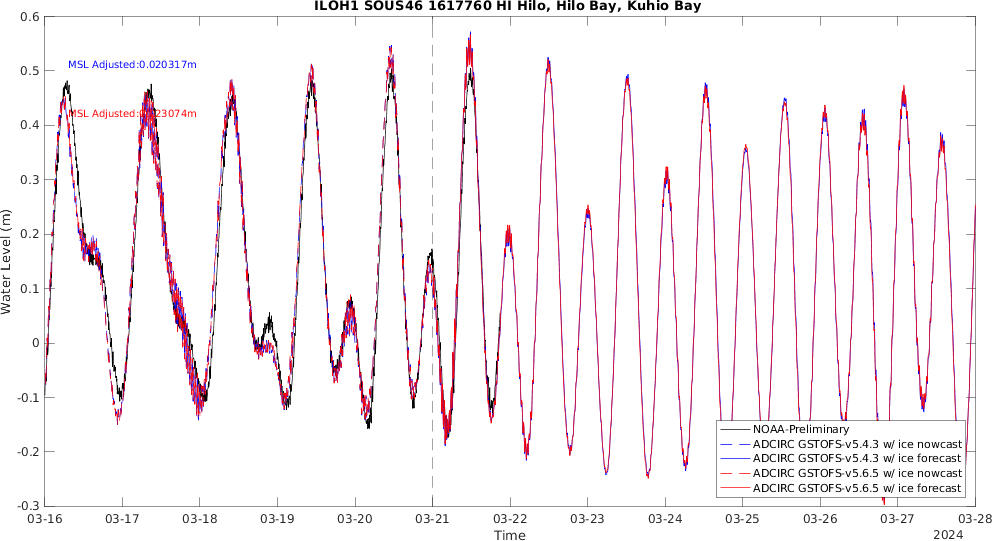 ILOH1 SOUS46 1617760 HI Hilo, Hilo Bay, Kuhio Bay
0.6
0.5
0.4
0.3
0.2
0.1
0
-0.1
-0.2
-0.3
Water Level (m)
MSL Adjusted:0.020317m
MSL Adjusted:0.023074m
NOAA-Preliminary
ADCIRC GSTOFS-v5.4.3 w/ ice nowcast
ADCIRC GSTOFS-v5.4.3 w/ ice forecast
ADCIRC GSTOFS-v5.6.5 w/ ice nowcast
ADCIRC GSTOFS-v5.6.5 w/ ice forecast
03-16 03-17 03-18 03-19 03-20 03-21 03-22 03-23 03-24 03-25 03-26 03-27 03-28
Time
2024